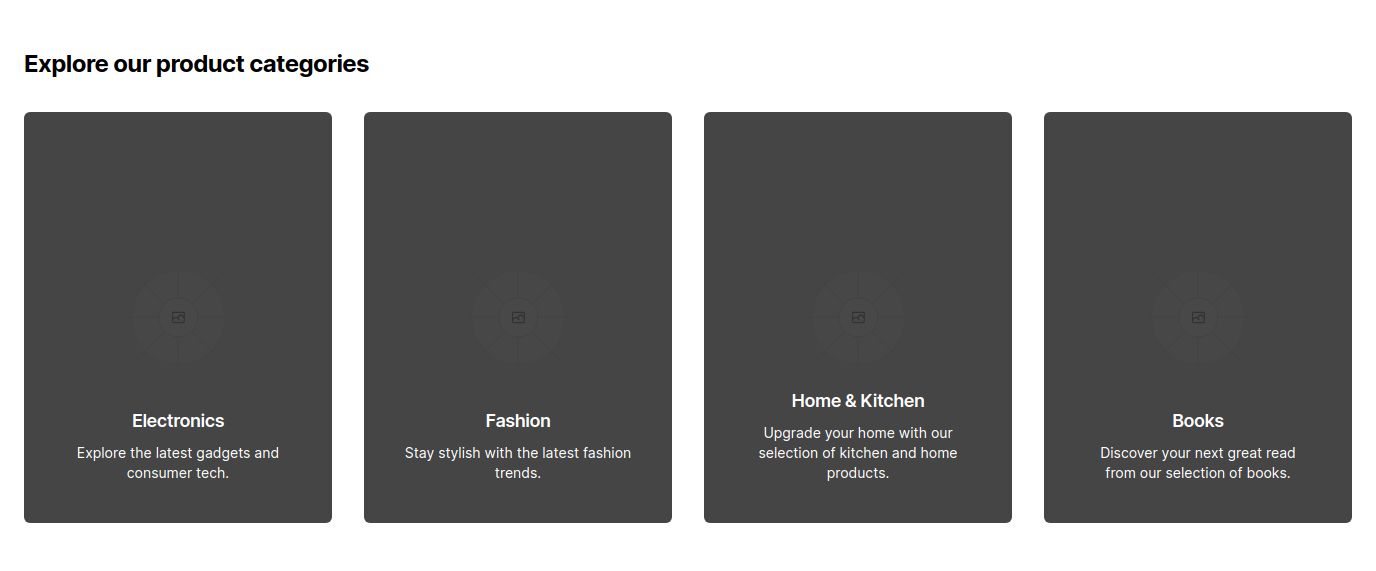 Explore our product categories
Electronics
Explore the latest gadgets and
consumer tech.
Fashion
Stay stylish with the latest fashion
trends.
Home & Kitchen
Upgrade your home with our
selection of kitchen and home
products.
Books
Discover your next great read
from our selection of books.